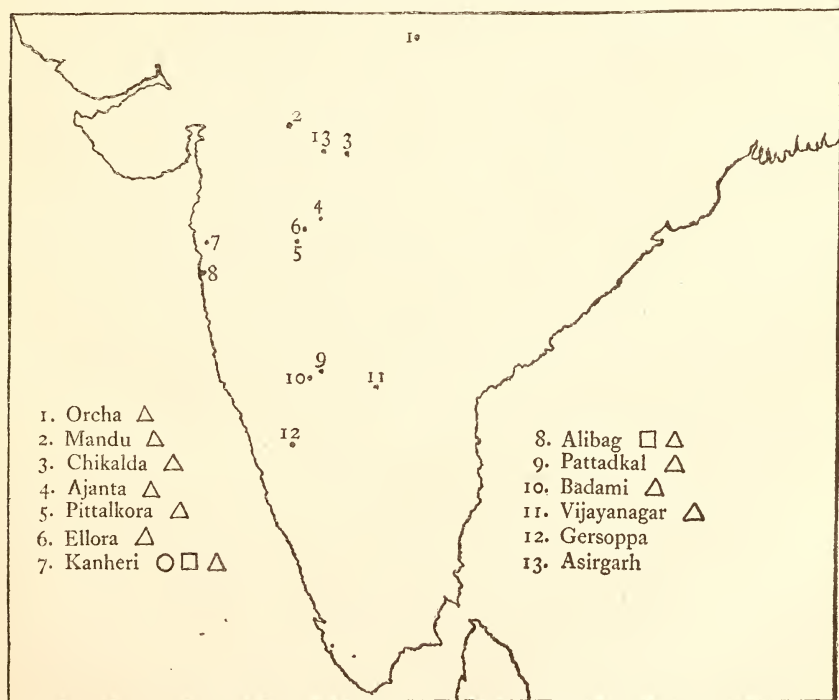 1.
2
13 3
4
6
5
7
8
9
10 11
12
1. Orcha △
2. Mandu △
3. Chikalda △
4. Ajanta △
5. Pittalkora △
6. Ellora △
7. Kanheri ○ □ △
8. Alibag □ △
9. Pattadkal △
10. Badami △
11. Vijayanagar △
12. Gersoppa
13. Asirgarh